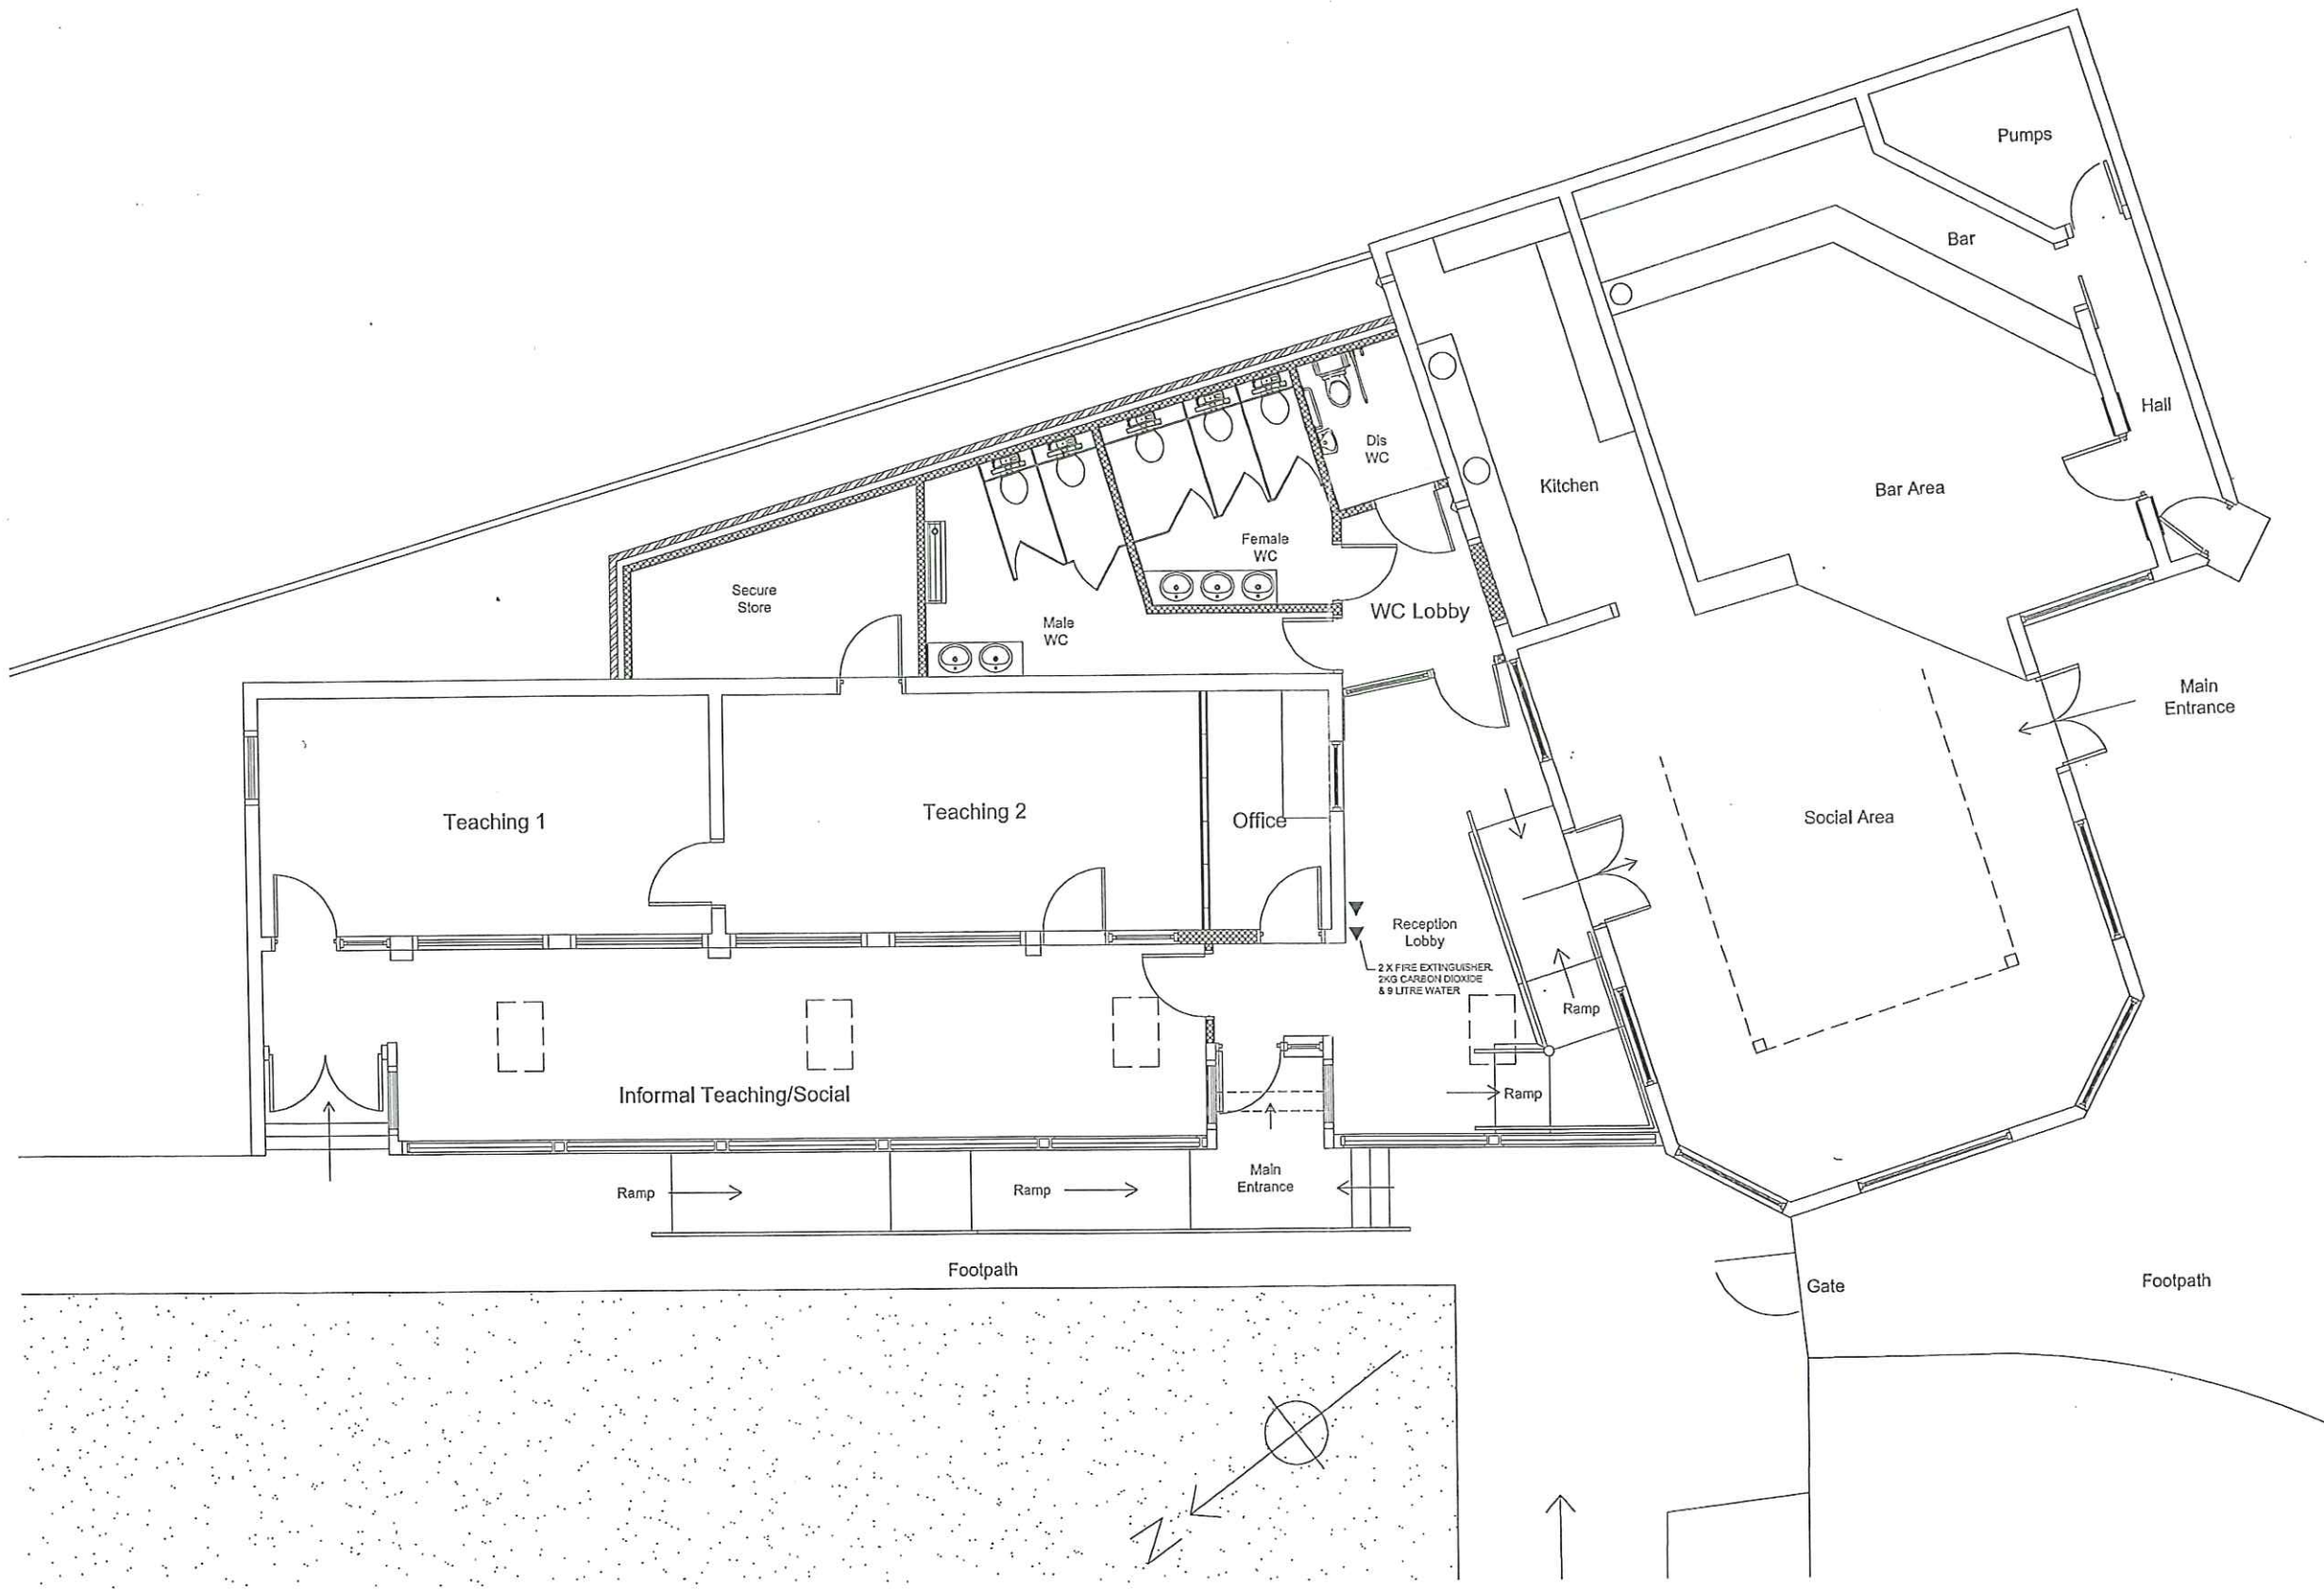 Pumps
Bar
Hall
Dis
WC
Kitchen
Bar Area
Female
WC
Secure
Store
Male
WC
WC Lobby
Main
Entrance
Teaching 1
Teaching 2
Office
Social Area
Reception
Lobby
2 X FIRE EXTINGUISHER,
2KG CARBON DIOXIDE
& 9 LITRE WATER
Ramp
Informal Teaching/Social
Ramp
Ramp
Ramp
Main
Entrance
Footpath
Gate
Footpath
N